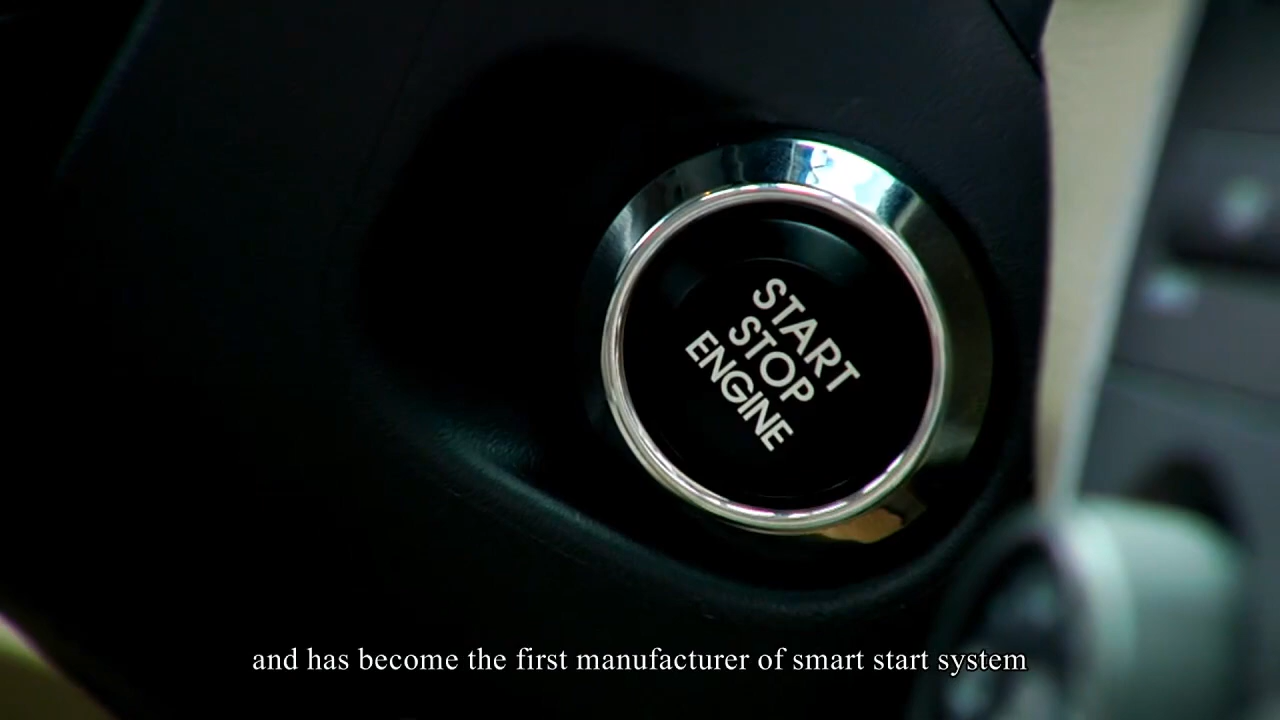 START
STOP
ENGINE
and has become the first manufacturer of smart start system